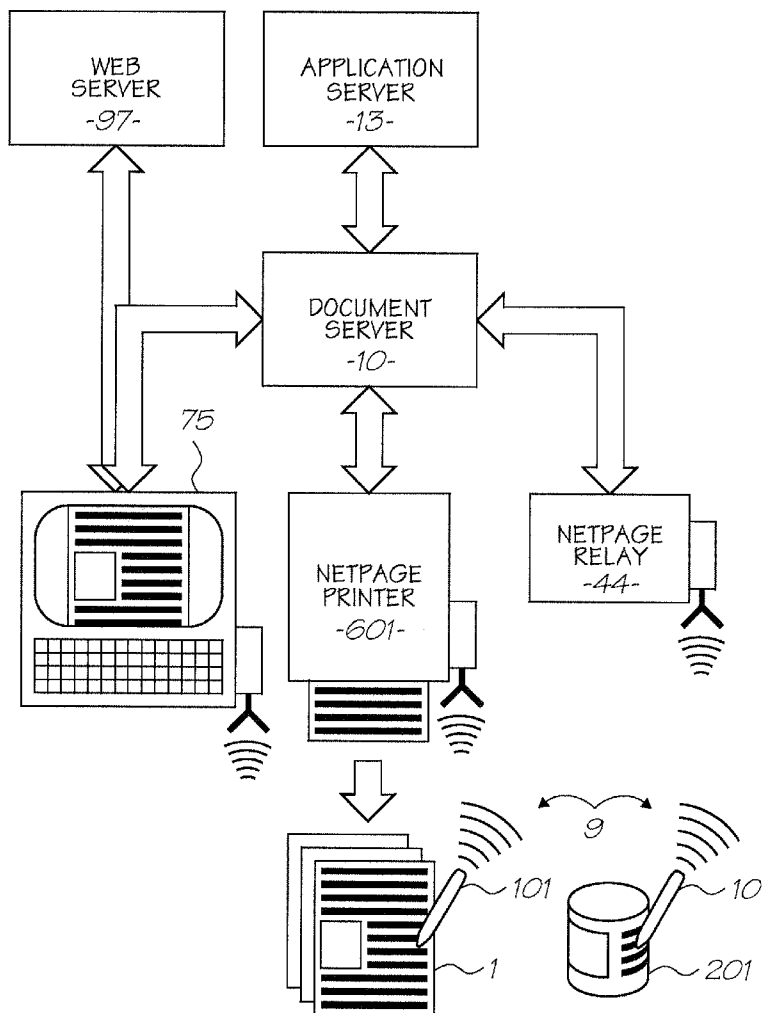 WEB
SERVER
-97-
APPLICATION
SERVER
-13-
DOCUMENT
SERVER
-10-
75
NETPAGE
PRINTER
-601-
NETPAGE
RELAY
-44-
9
101
10
1
201